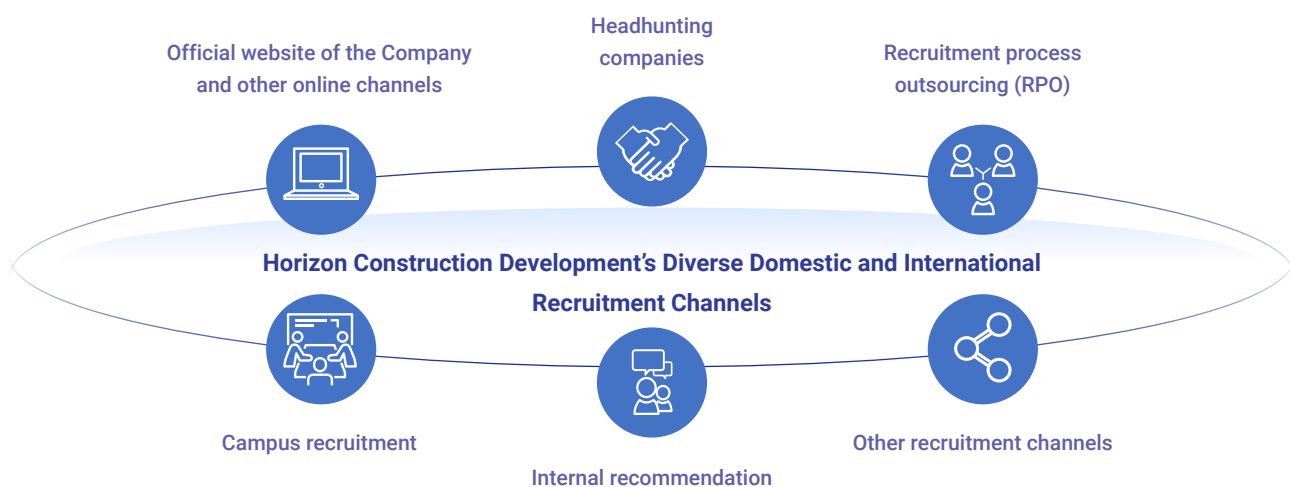 Official website of the Company
and other online channels
Headhunting
companies
Recruitment process
outsourcing (RPO)
Horizon Construction Development’s Diverse Domestic and International
Recruitment Channels
Campus recruitment
Internal recommendation
Other recruitment channels